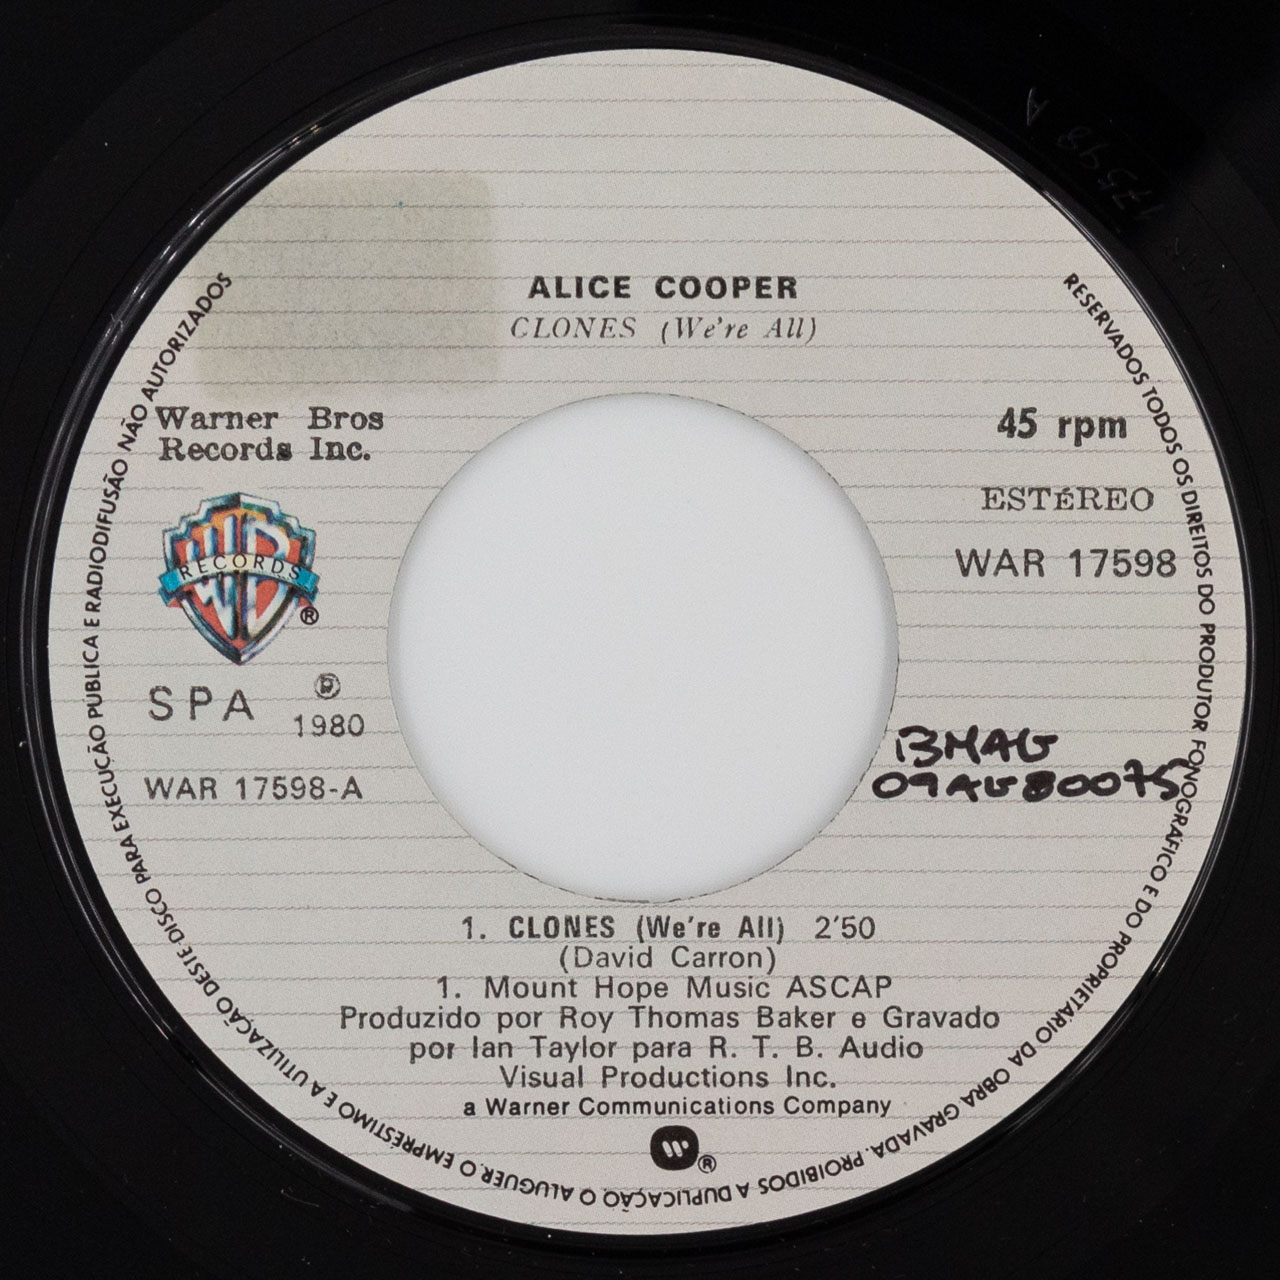 ALICE COOPER
CLONES (We're All)
Warner Bros
Records Inc.
WB
RECORDS
®
SPA
℗
1980
WAR 17598-A
45 rpm
ESTÉREO
WAR 17598
BMAG
09AG80075
1. CLONES (We're All) 2'50
(David Carron)
1. Mount Hope Music ASCAP
Produzido por Roy Thomas Baker e Gravado
por Ian Taylor para R. T. B. Audio
Visual Productions Inc.
a Warner Communications Company
W®
RESERVADOS TODOS OS DIREITOS DO PRODUTOR FONOGRÁFICO E DO PROPRIETÁRIO DA OBRA GRAVADA. PROIBIDOS A DUPLICAÇÃO O ALUGUER, O EMPRÉSTIMO E A UTILIZAÇÃO DESTE DISCO PARA EXECUÇÃO PÚBLICA E RADIODIFUSÃO NÃO AUTORIZADOS
17598 A